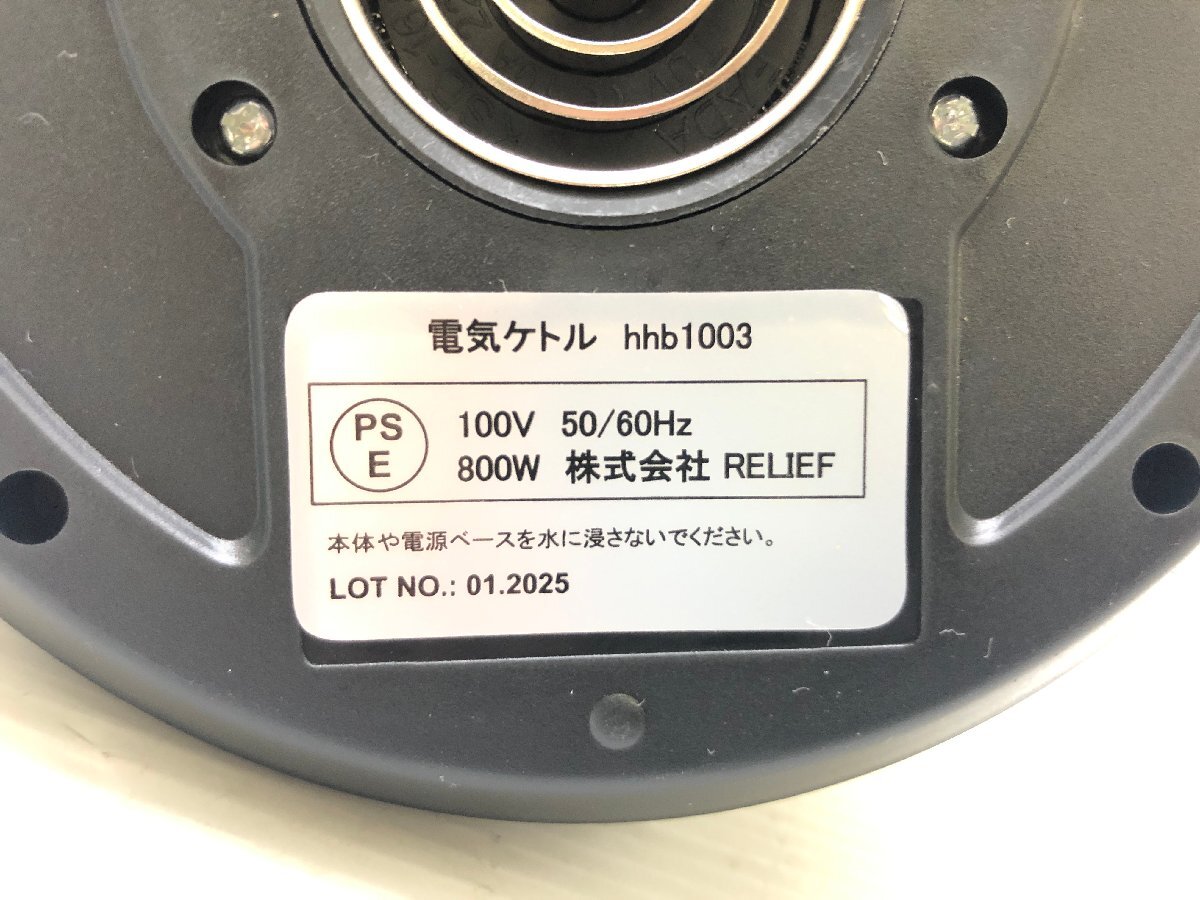 電気ケトル hhb1003
PS
E
100V 50/60Hz
800W 株式会社 RELIEF
本体や電源ベースを水に浸さないでください。
LOT NO.: 01.2025